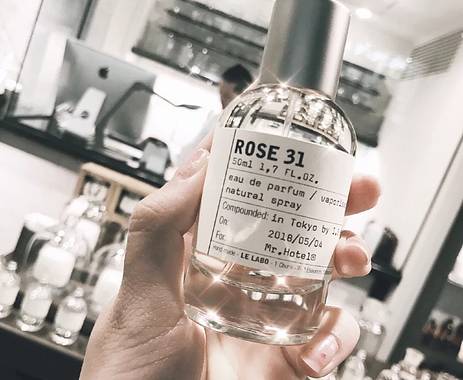 ROSE 31
50ml 1,7 FL.OZ.
eau de parfum /
natural spray
Compounded: in Tokyo by
On: 2018/05/04
For: Mr.Hotel®
LE LABO